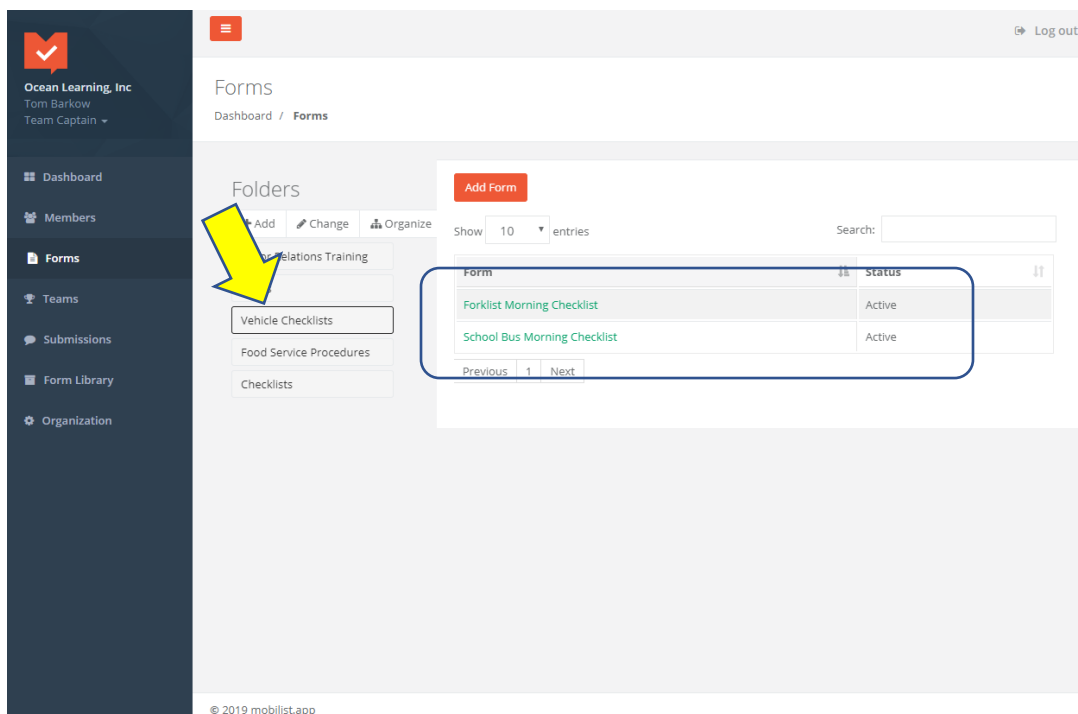 Log out
Ocean Learning, Inc
Tom Barkow
Team Captain
Forms
Dashboard / Forms
Dashboard
Members
Forms
Teams
Submissions
Form Library
Organization
Folders
Add Change Organize
Relations Training
Vehicle Checklists
Food Service Procedures
Checklists
Add Form
Show 10 entries
Search:
Form Status
Forklist Morning Checklist Active
School Bus Morning Checklist Active
Previous 1 Next
© 2019 mobilist.app